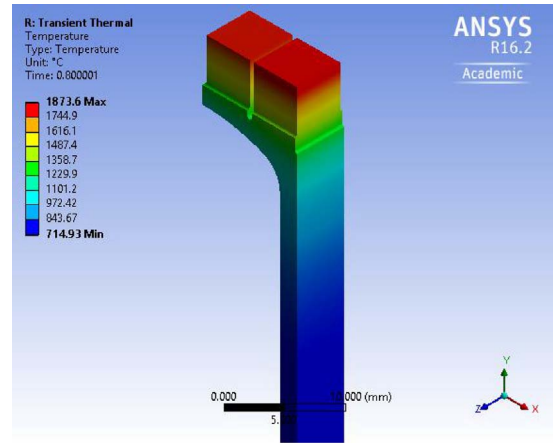 R: Transient Thermal
Temperature
Type: Temperature
Unit: °C
Time: 0.800001
1873.6 Max
1744.9
1616.1
1487.4
1358.7
1229.9
1101.2
972.42
843.67
714.93 Min
ANSYS
R16.2
Academic
0.000
(mm)
Y
Z
X